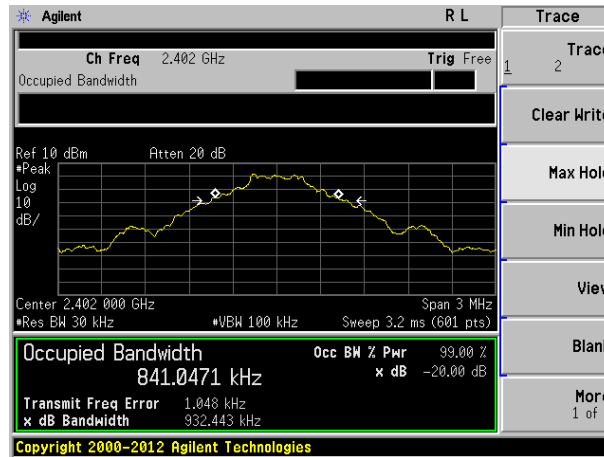 Agilent R L Trace
Ch Freq 2.402 GHz Trig Free
Occupied Bandwidth
Trace
1 2
Clear Write
Max Hold
Min Hold
View
Blank
More
1 of
Ref 10 dBm Atten 20 dB
#Peak
Log
10
dB/
Center 2.402 000 GHz Span 3 MHz
#Res BW 30 kHz #VBW 100 kHz Sweep 3.2 ms (601 pts)
Occupied Bandwidth Occ BW % Pwr 99.00 %
841.0471 kHz x dB -20.00 dB
Transmit Freq Error 1.048 kHz
x dB Bandwidth 932.443 kHz
Copyright 2000-2012 Agilent Technologies